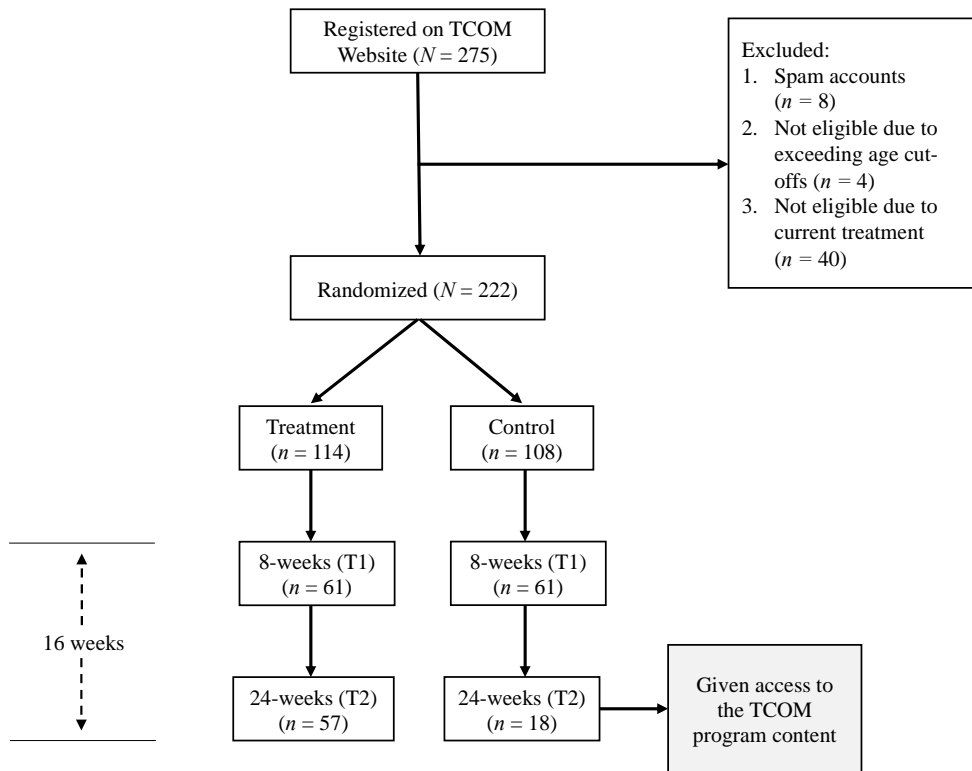 Registered on TCOM
Website (N = 275)
Excluded:
1. Spam accounts
(n = 8)
2. Not eligible due to
exceeding age cut-
offs (n = 4)
3. Not eligible due to
current treatment
(n = 40)
Randomized (N = 222)
Treatment
(n = 114)
Control
(n = 108)
8-weeks (T1)
(n = 61)
8-weeks (T1)
(n = 61)
16 weeks
24-weeks (T2)
(n = 57)
24-weeks (T2)
(n = 18)
Given access to
the TCOM
program content